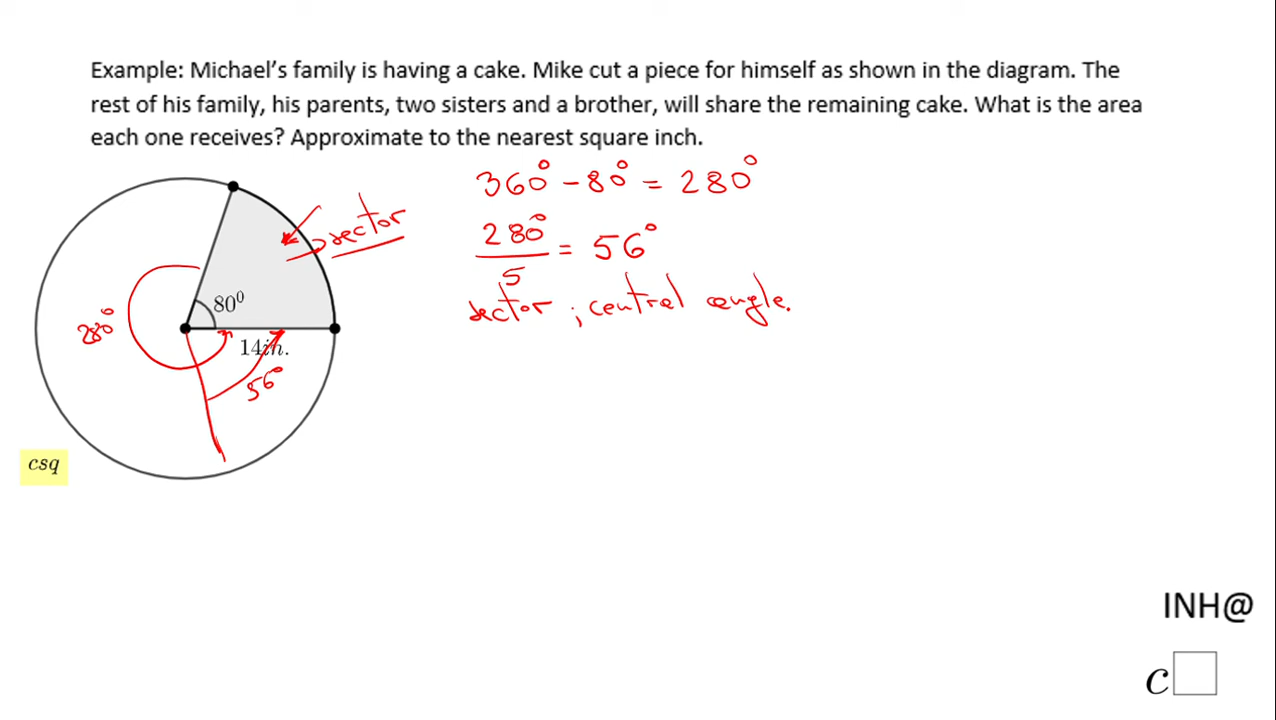 Example: Michael's family is having a cake. Mike cut a piece for himself as shown in the diagram. The
rest of his family, his parents, two sisters and a brother, will share the remaining cake. What is the area
each one receives? Approximate to the nearest square inch.
360° - 80° = 280°
sector
280° / 5 = 56°
80⁰
sector ; central angle.
280°
14in.
56°
csq
INH@
c